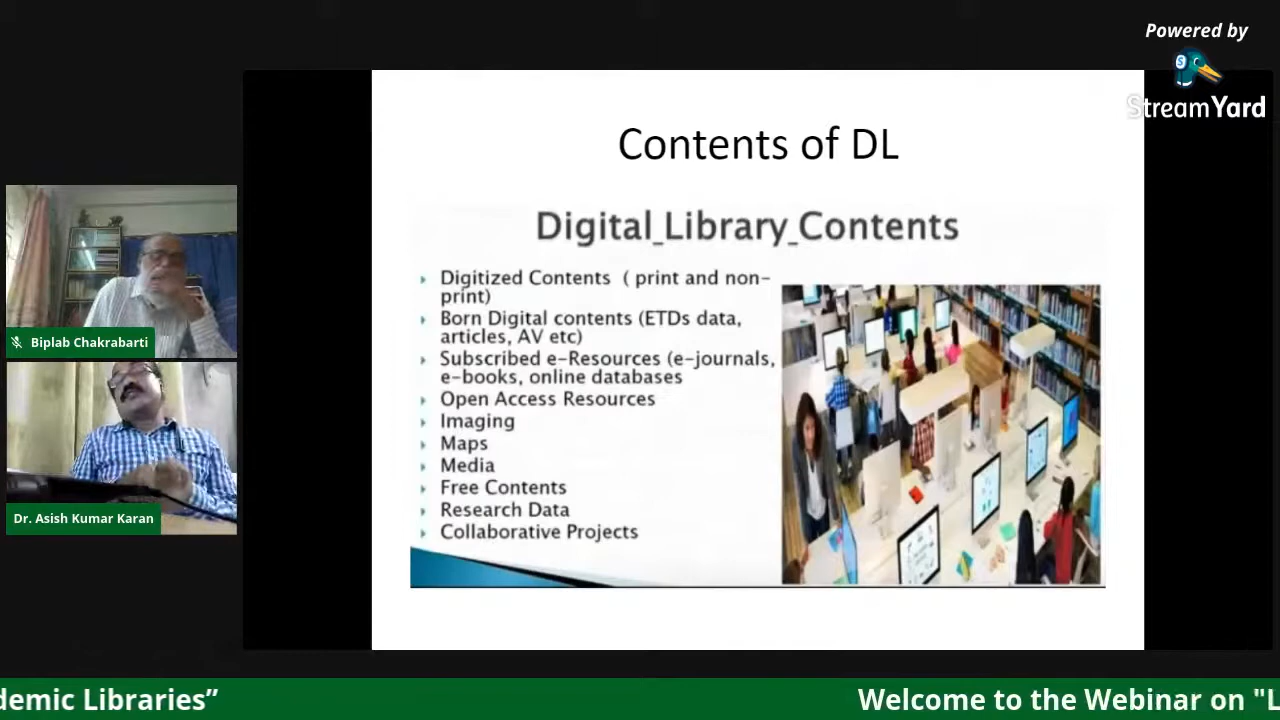 Powered by
StreamYard
Contents of DL
Digital_Library_Contents
Digitized Contents ( print and non-
print)
Born Digital contents (ETDs data,
articles, AV etc)
Subscribed e-Resources (e-journals,
e-books, online databases
Open Access Resources
Imaging
Maps
Media
Free Contents
Research Data
Collaborative Projects
Biplab Chakrabarti
Dr. Asish Kumar Karan
demic Libraries” Welcome to the Webinar on "L